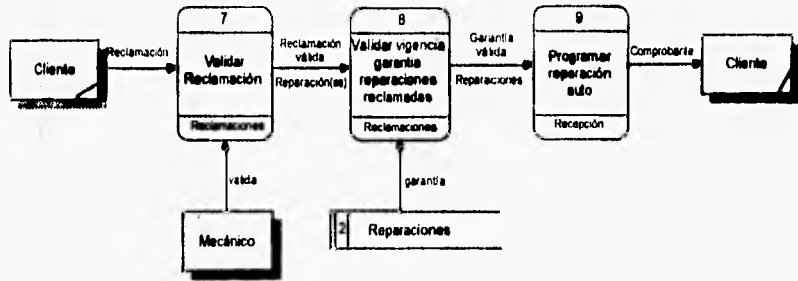 Cliente
Reclamación
7
Validar
Reclamación
Reclamaciones
Reclamación
válida
Reparación(es)
8
Validar vigencia
garantia
reparaciones
reclamadas
Reclamaciones
Garantía
válida
Reparaciones
9
Programar
reparación
auto
Recepción
Comprobante
Cliente
valida
Mecánico
garantía
2
Reparaciones